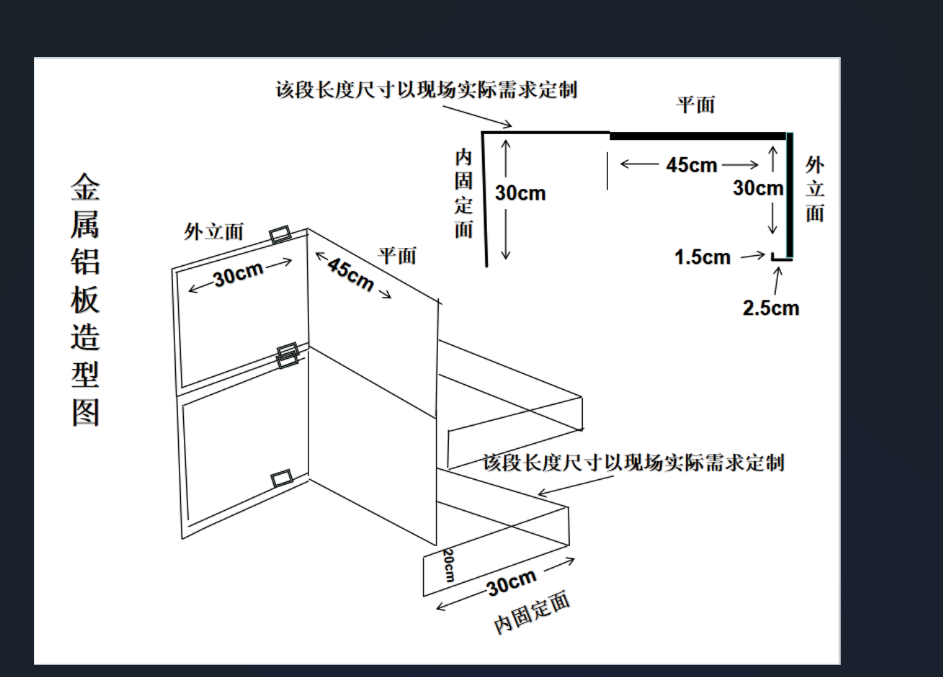 该段长度尺寸以现场实际需求定制
平面
内固定面
30cm
45cm
30cm
外立面
1.5cm
2.5cm
金属铝板造型图
外立面
平面
30cm
45cm
该段长度尺寸以现场实际需求定制
20cm
30cm
内固定面